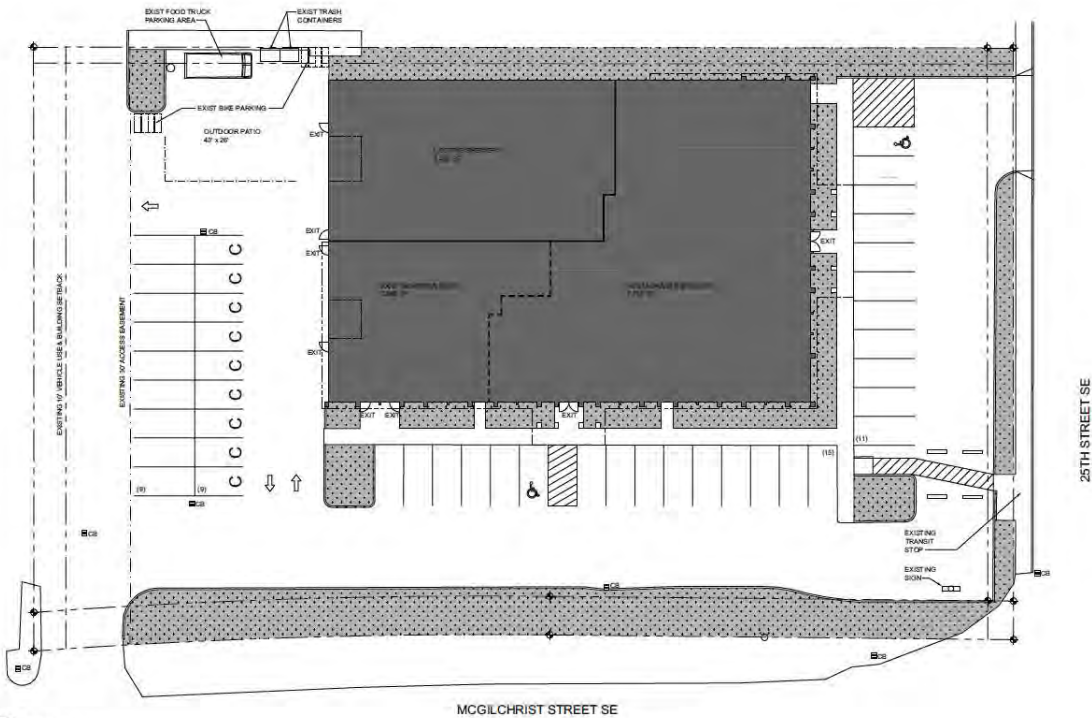 EXIST FOOD TRUCK
PARKING AREA
EXIST TRASH
CONTAINERS
EXIST BIKE PARKING
OUTDOOR PATIO
EXIT
EXIT
EXIT
EXIT
EXIT
EXIT
EXIT
EXIT
CB
C
C
C
C
C
C
C
C
C
(9)
(9)
CB
CB
CB
EXISTING 10' VEHICLE USE & BUILDING SETBACK
EXISTING 30' ACCESS EASEMENT
(15)
(11)
EXISTING
TRANSIT
STOP
EXISTING
SIGN
CB
CB
CB
25TH STREET SE
MCGILCHRIST STREET SE